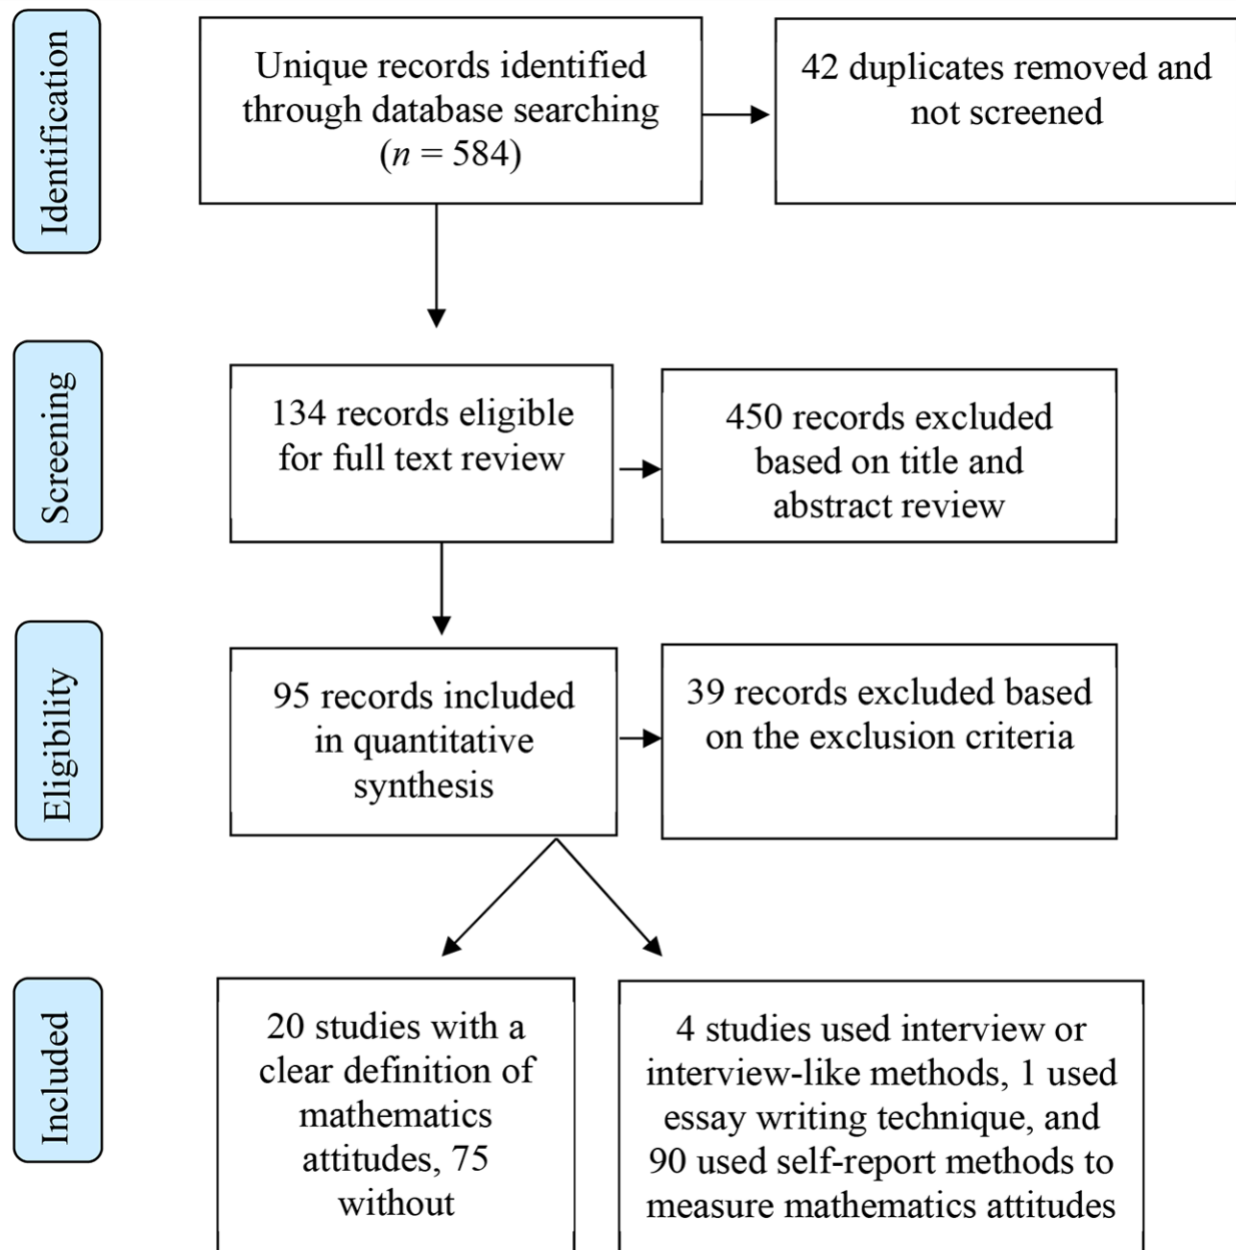 Identification
Unique records identified
through database searching
(n = 584)
42 duplicates removed and
not screened
Screening
134 records eligible
for full text review
450 records excluded
based on title and
abstract review
Eligibility
95 records included
in quantitative
synthesis
39 records excluded based
on the exclusion criteria
Included
20 studies with a
clear definition of
mathematics
attitudes, 75
without
4 studies used interview or
interview-like methods, 1 used
essay writing technique, and
90 used self-report methods to
measure mathematics attitudes